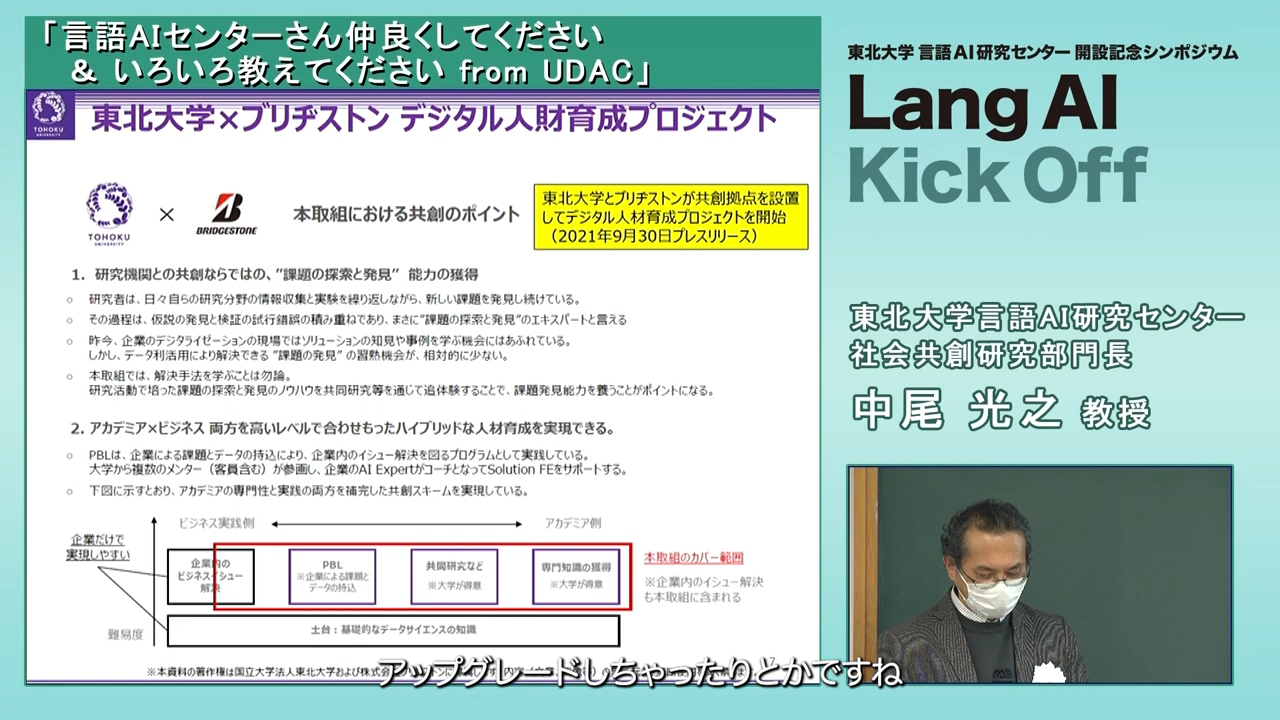 「言語AIセンターさん仲良くしてください
& いろいろ教えてください from UDAC」
TOHOKU
UNIVERSITY
東北大学×ブリヂストン デジタル人財育成プロジェクト
TOHOKU
UNIVERSITY
×
BRIDGESTONE
本取組における共創のポイント
東北大学とブリヂストンが共創拠点を設置
してデジタル人材育成プロジェクトを開始
（2021年9月30日プレスリリース）
1. 研究機関との共創ならではの、”課題の探索と発見” 能力の獲得
○ 研究者は、日々自らの研究分野の情報収集と実験を繰り返しながら、新しい課題を発見し続けている。
○ その過程は、仮説の発見と検証の試行錯誤の積み重ねであり、まさに”課題の探索と発見”のエキスパートと言える
○ 昨今、企業のデジタライゼーションの現場ではソリューションの知見や事例を学ぶ機会にはあふれている。
しかし、データ利活用により解決できる ”課題の発見” の習熟機会が、相対的に少ない。
○ 本取組では、解決手法を学ぶことは勿論。
研究活動で培った課題の探索と発見のノウハウを共同研究等を通じて追体験することで、課題発見能力を養うことがポイントになる。
2. アカデミア×ビジネス 両方を高いレベルで合わせもったハイブリッドな人材育成を実現できる。
○ PBLは、企業による課題とデータの持込により、企業内のイシュー解決を図るプログラムとして実践している。
大学から複数のメンター（客員含む）が参画し、企業のAI ExpertがコーチとなってSolution FEをサポートする。
○ 下図に示すとおり、アカデミアの専門性と実践の両方を補完した共創スキームを実現している。
ビジネス実践側
アカデミア側
企業だけで
実現しやすい
企業内の
ビジネスイシュー
解決
PBL
※企業による課題と
データの持込
共同研究など
※大学が得意
専門知識の獲得
※大学が得意
本取組のカバー範囲
※企業内のイシュー解決
も本取組に含まれる
難易度
土台：基礎的なデータサイエンスの知識
※本資料の著作権は国立大学法人東北大学および株式会
アップグレードしちゃったりとかですね
東北大学 言語AI研究センター 開設記念シンポジウム
Lang AI
Kick Off
東北大学言語AI研究センター
社会共創研究部門長
中尾 光之 教授